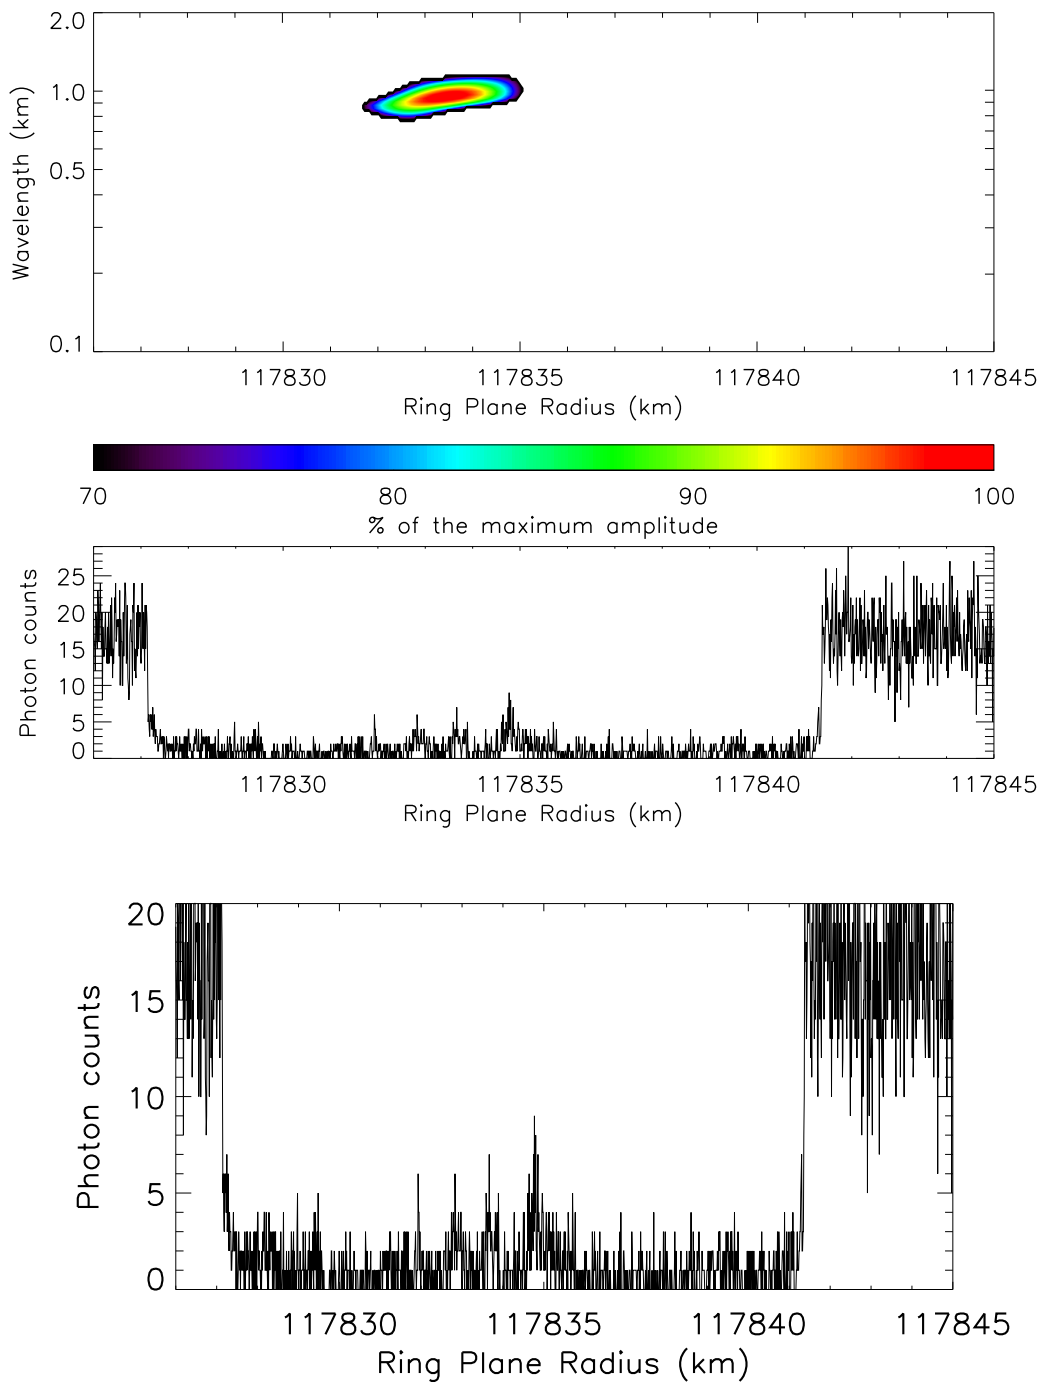 2.0
1.0
0.5
0.1
Wavelength (km)
117830 117835 117840 117845
Ring Plane Radius (km)
70 80 90 100
% of the maximum amplitude
25
20
15
10
5
0
Photon counts
117830 117835 117840 117845
Ring Plane Radius (km)
20
15
10
5
0
Photon counts
117830 117835 117840 117845
Ring Plane Radius (km)